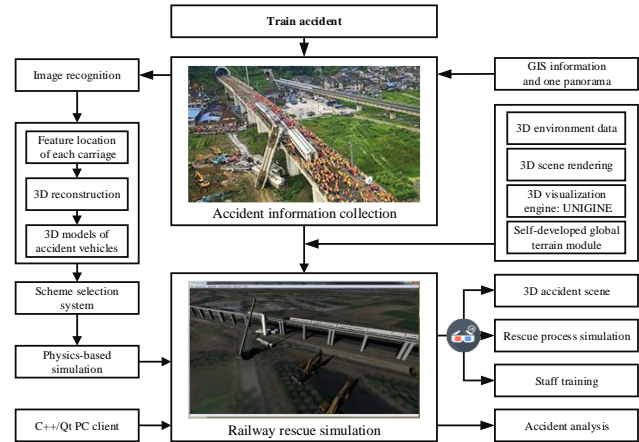 Train accident
Image recognition
GIS information
and one panorama
Feature location
of each carriage
3D reconstruction
3D models of
accident vehicles
Accident information collection
3D environment data
3D scene rendering
3D visualization
engine: UNIGINE
Self-developed global
terrain module
Scheme selection
system
Physics-based
simulation
C++/Qt PC client
Railway rescue simulation
3D accident scene
Rescue process simulation
Staff training
Accident analysis